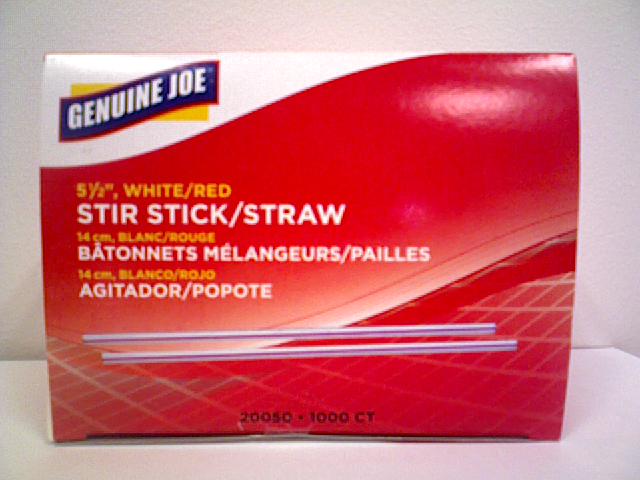 GENUINE JOE
5½", WHITE/RED
STIR STICK/STRAW
14 cm, BLANC/ROUGE
BÂTONNETS MÉLANGEURS/PAILLES
14 cm, BLANCO/ROJO
AGITADOR/POPOTE
20050 • 1000 CT